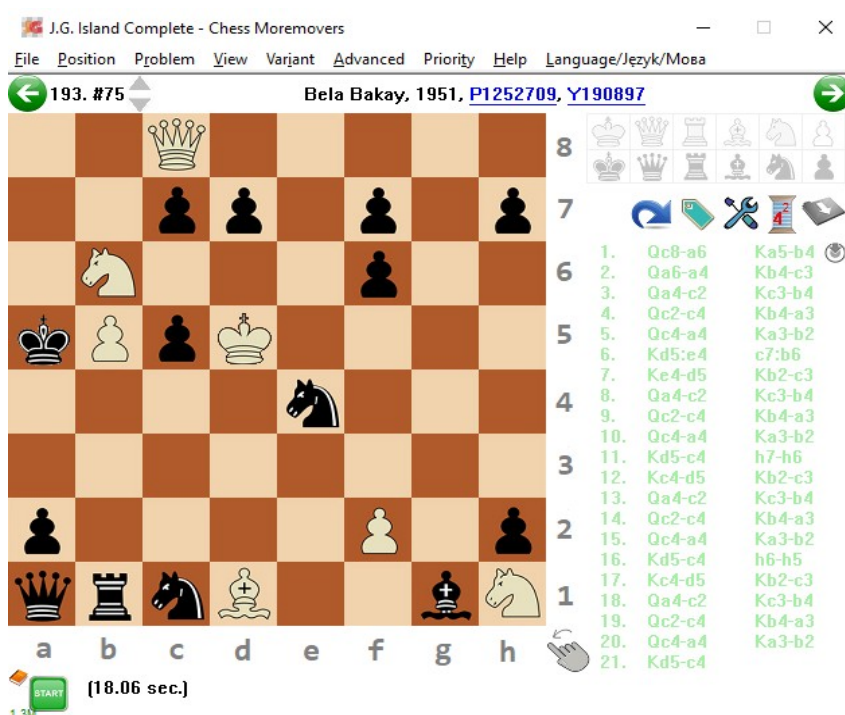 J.G. Island Complete - Chess Moremovers
File Position Problem View Variant Advanced Priority Help Language/Język/Мова
193. #75 Bela Bakay, 1951, P1252709, Y190897
8
7
6
5
4
3
2
1
a b c d e f g h
4 2
1. Qc8-a6 Ka5-b4
2. Qa6-a4 Kb4-c3
3. Qa4-c2 Kc3-b4
4. Qc2-c4 Kb4-a3
5. Qc4-a4 Ka3-b2
6. Kd5:e4 c7:b6
7. Ke4-d5 Kb2-c3
8. Qa4-c2 Kc3-b4
9. Qc2-c4 Kb4-a3
10. Qc4-a4 Ka3-b2
11. Kd5-c4 h7-h6
12. Kc4-d5 Kb2-c3
13. Qa4-c2 Kc3-b4
14. Qc2-c4 Kb4-a3
15. Qc4-a4 Ka3-b2
16. Kd5-c4 h6-h5
17. Kc4-d5 Kb2-c3
18. Qa4-c2 Kc3-b4
19. Qc2-c4 Kb4-a3
20. Qc4-a4 Ka3-b2
21. Kd5-c4
START (18.06 sec.)